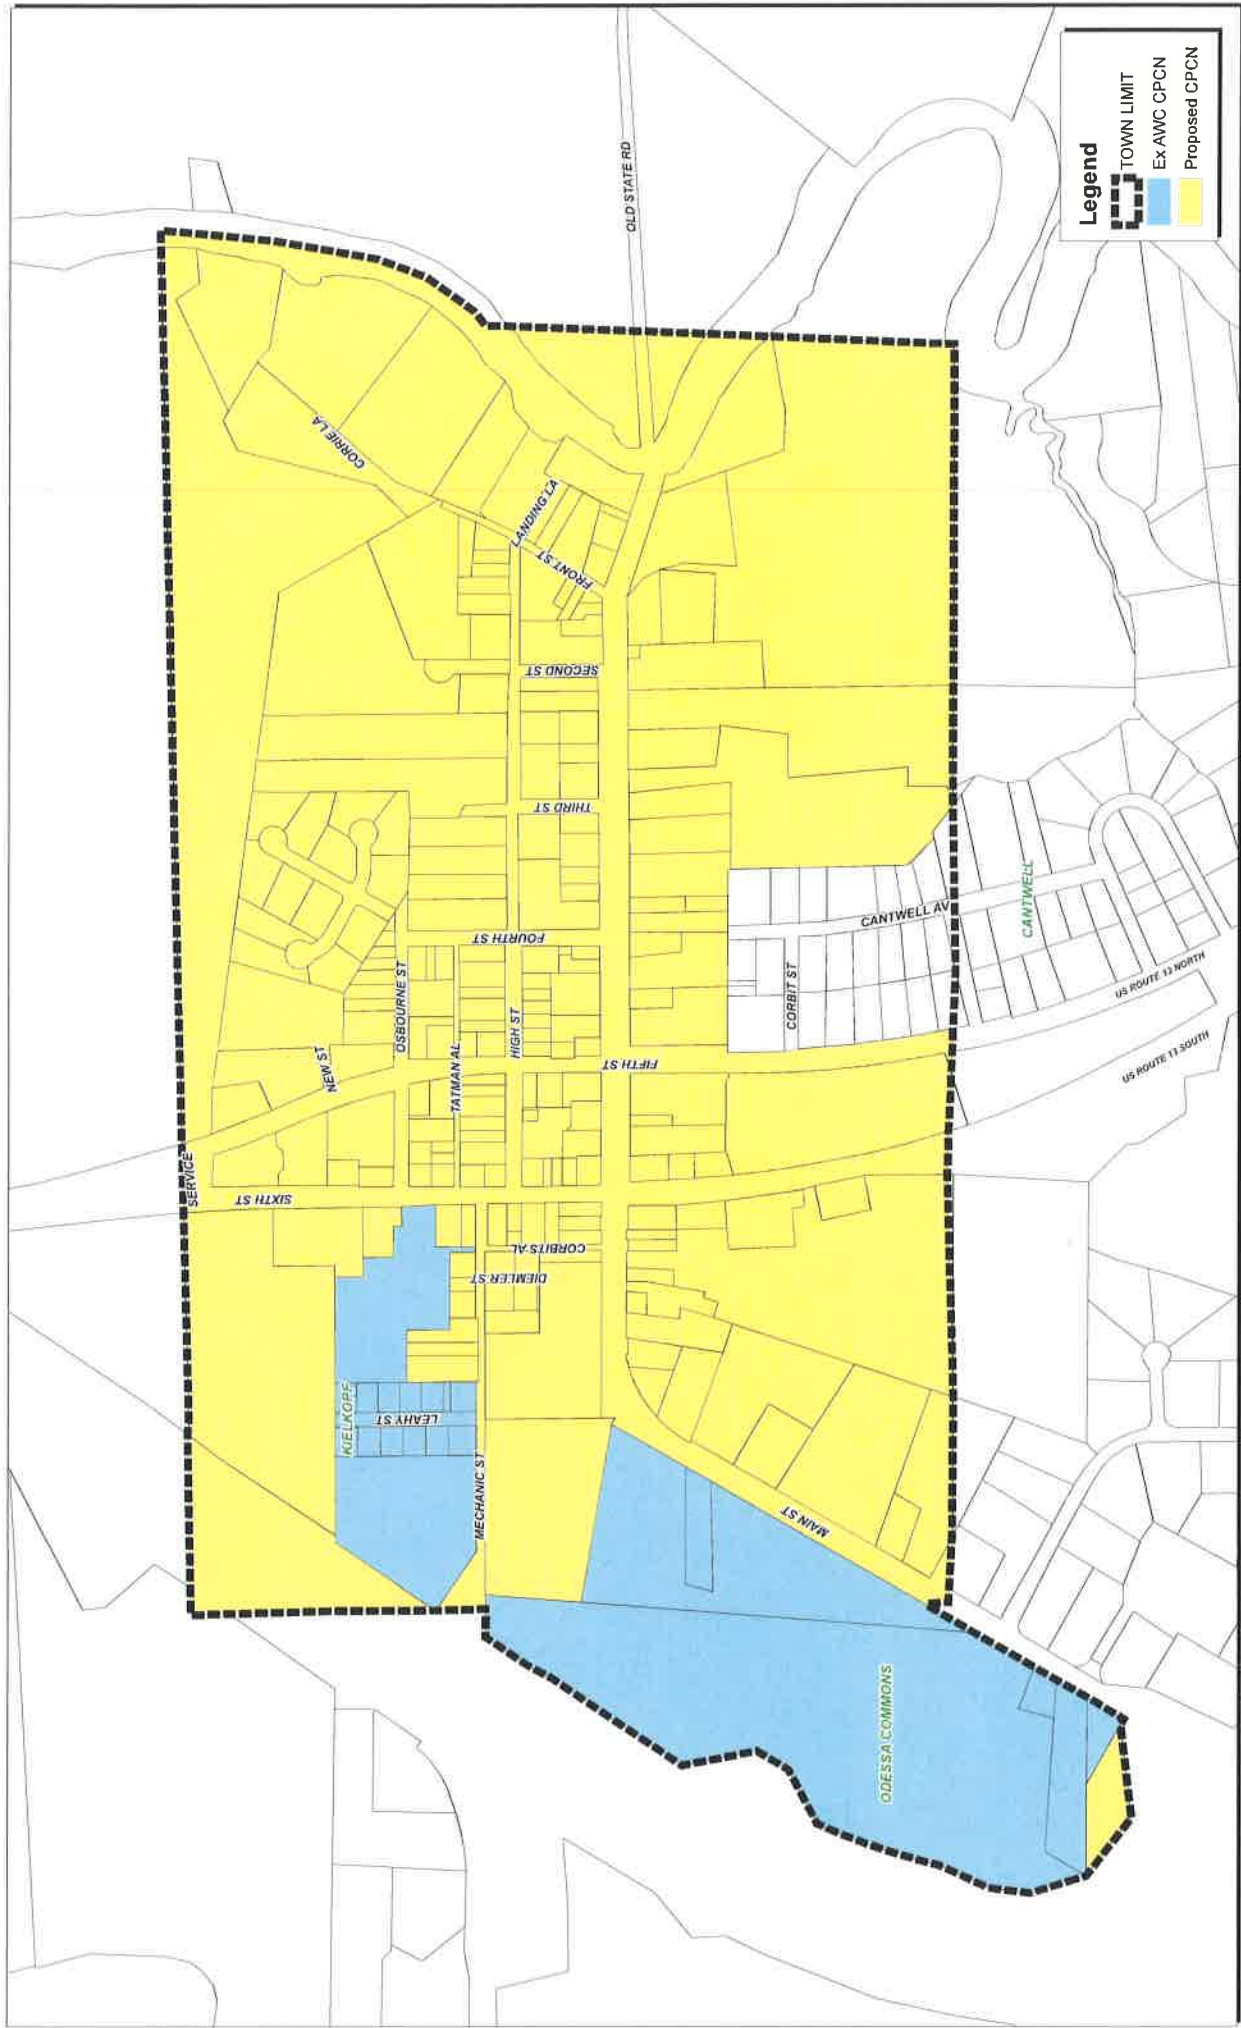 OLD STATE RD
CORRIE LA
LANDING LA
FRONT ST
SECOND ST
THIRD ST
FOURTH ST
OSBOURNE ST
HIGH ST
TATMAN AL
NEW ST
FIFTH ST
CORBIT ST
CANTWELL AV
CANTWELL
US ROUTE 13 NORTH
US ROUTE 13 SOUTH
SERVICE
SIXTH ST
CORBITS AL
DIEMLER ST
KIELKOPF
LEAHY ST
MECHANIC ST
MAIN ST
ODESSA COMMONS
Legend
TOWN LIMIT
Ex AWC CPCN
Proposed CPCN